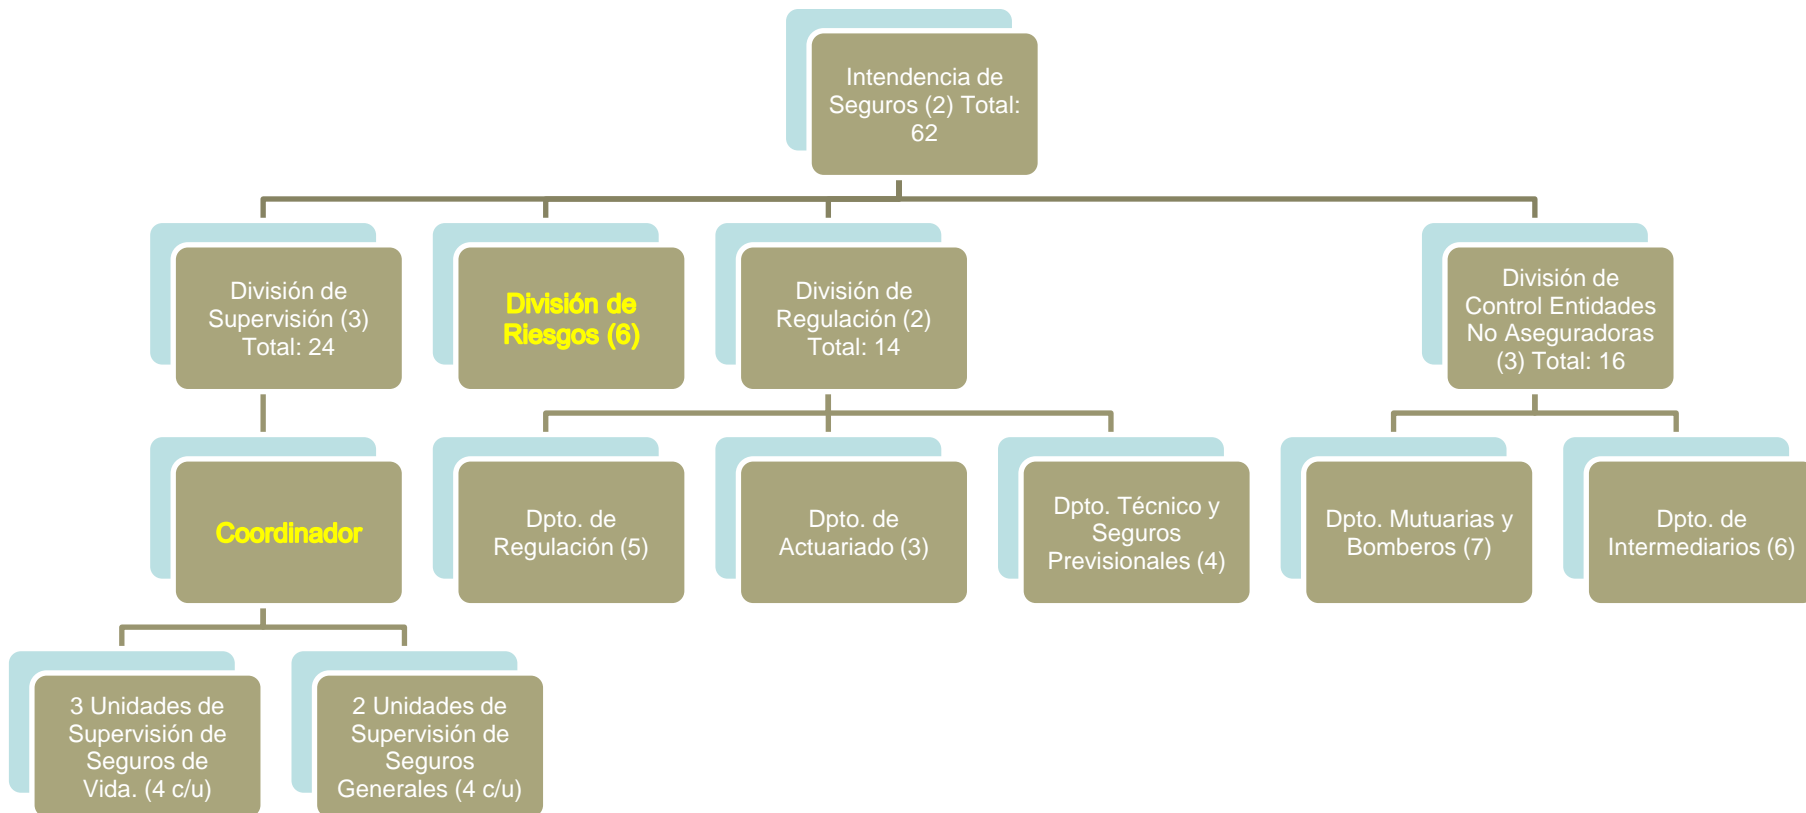 Intendencia de
Seguros (2) Total:
62
División de
Supervisión (3)
Total: 24
División de
Riesgos (6)
División de
Regulación (2)
Total: 14
División de
Control Entidades
No Aseguradoras
(3) Total: 16
Coordinador
Dpto. de
Regulación (5)
Dpto. de
Actuariado (3)
Dpto. Técnico y
Seguros
Previsionales (4)
Dpto. Mutuarias y
Bomberos (7)
Dpto. de
Intermediarios (6)
3 Unidades de
Supervisión de
Seguros de
Vida. (4 c/u)
2 Unidades de
Supervisión de
Seguros
Generales (4 c/u)